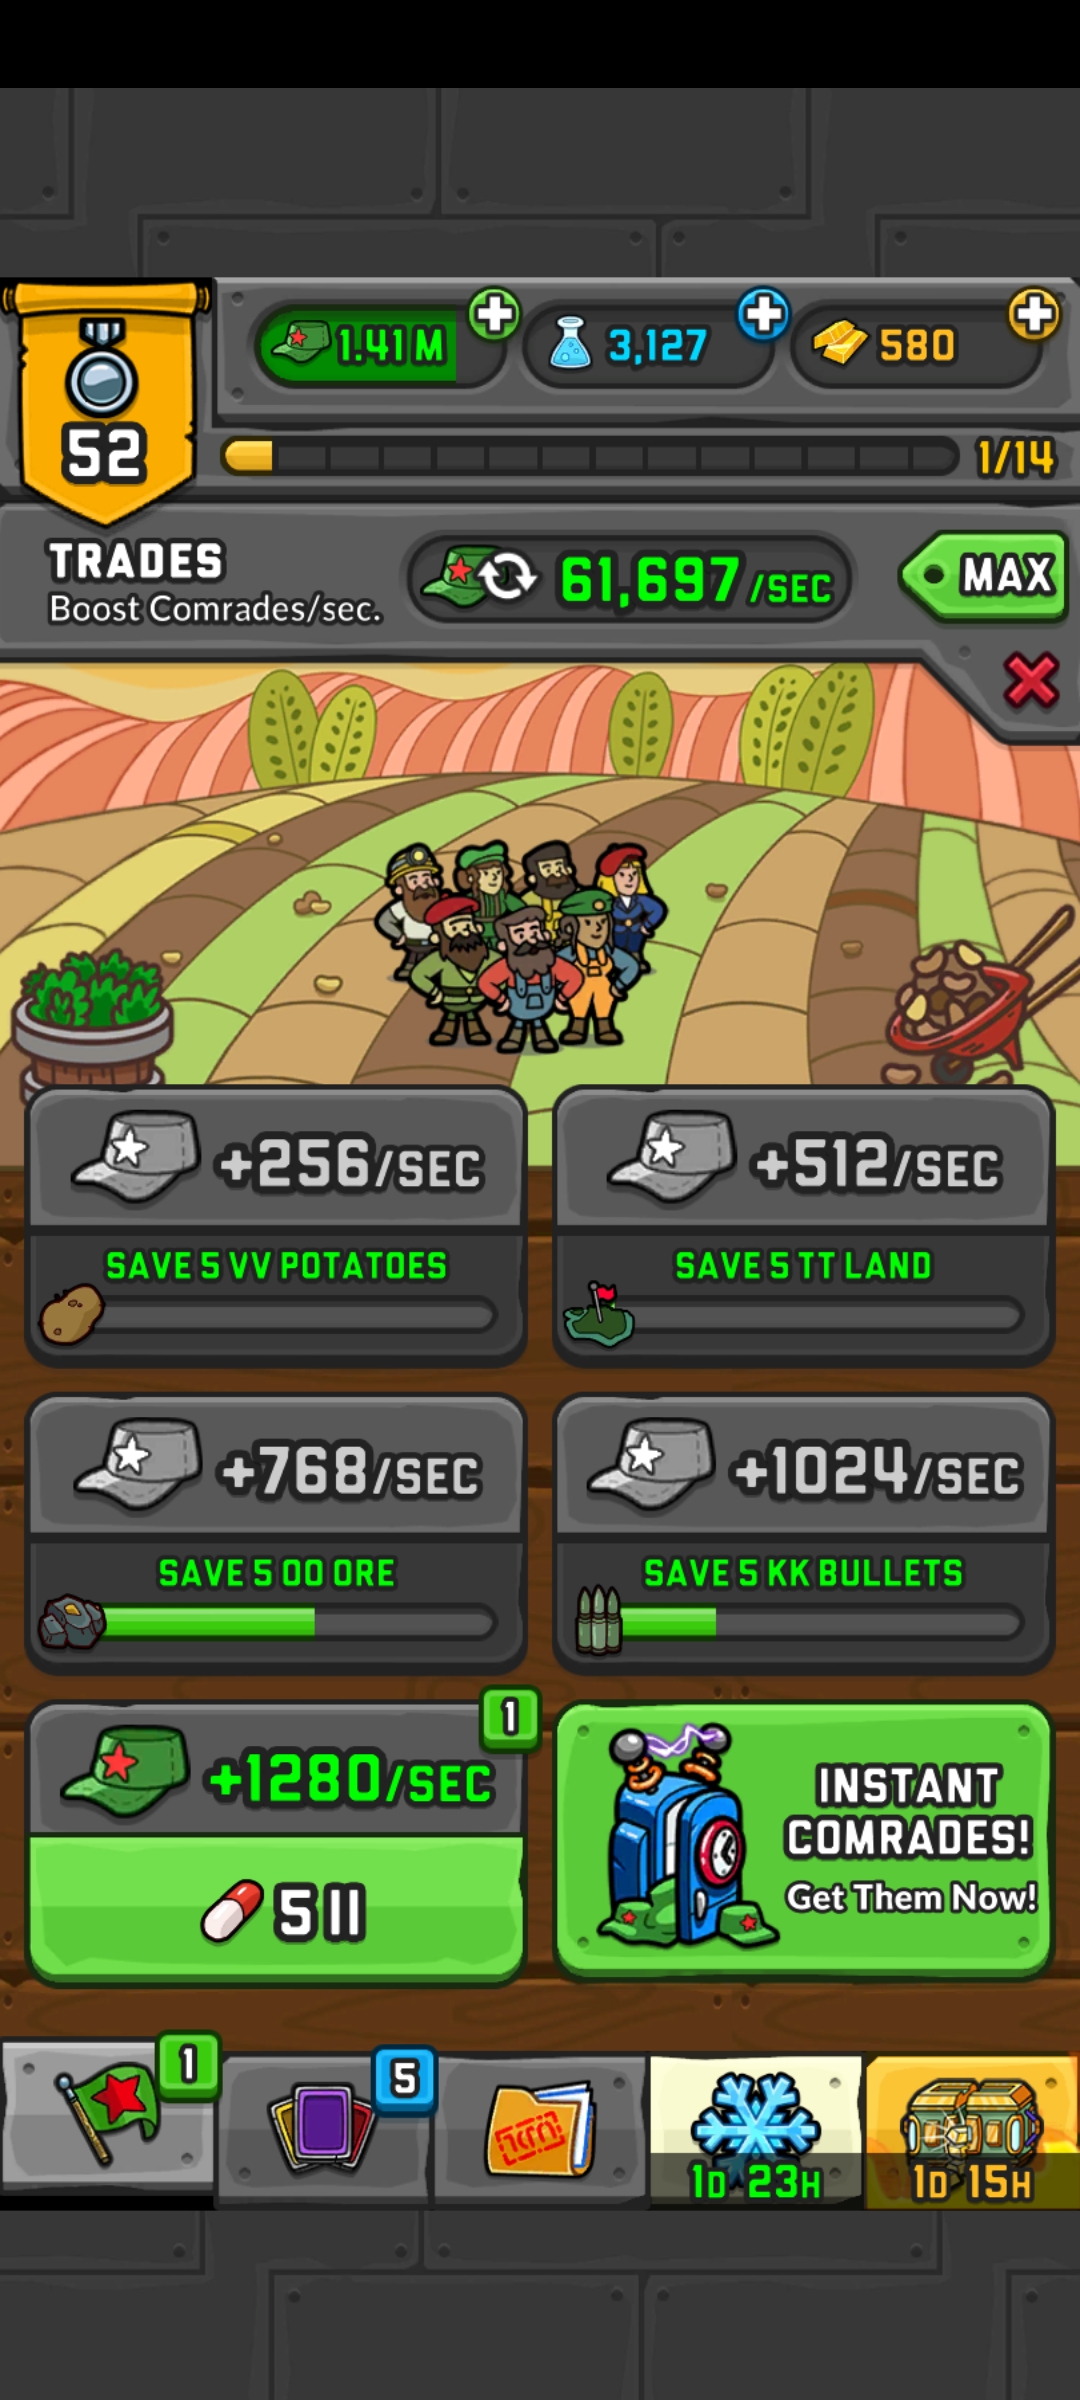 1.41 M
3,127
580
52
1/14
TRADES
Boost Comrades/sec.
61,697/SEC
MAX
+256/SEC
+512/SEC
SAVE 5 VV POTATOES
SAVE 5 TT LAND
+768/SEC
+1024/SEC
SAVE 5 OO ORE
SAVE 5 KK BULLETS
1
+1280/SEC
5 II
INSTANT
COMRADES!
Get Them Now!
1
5
1D 23H
1D 15H